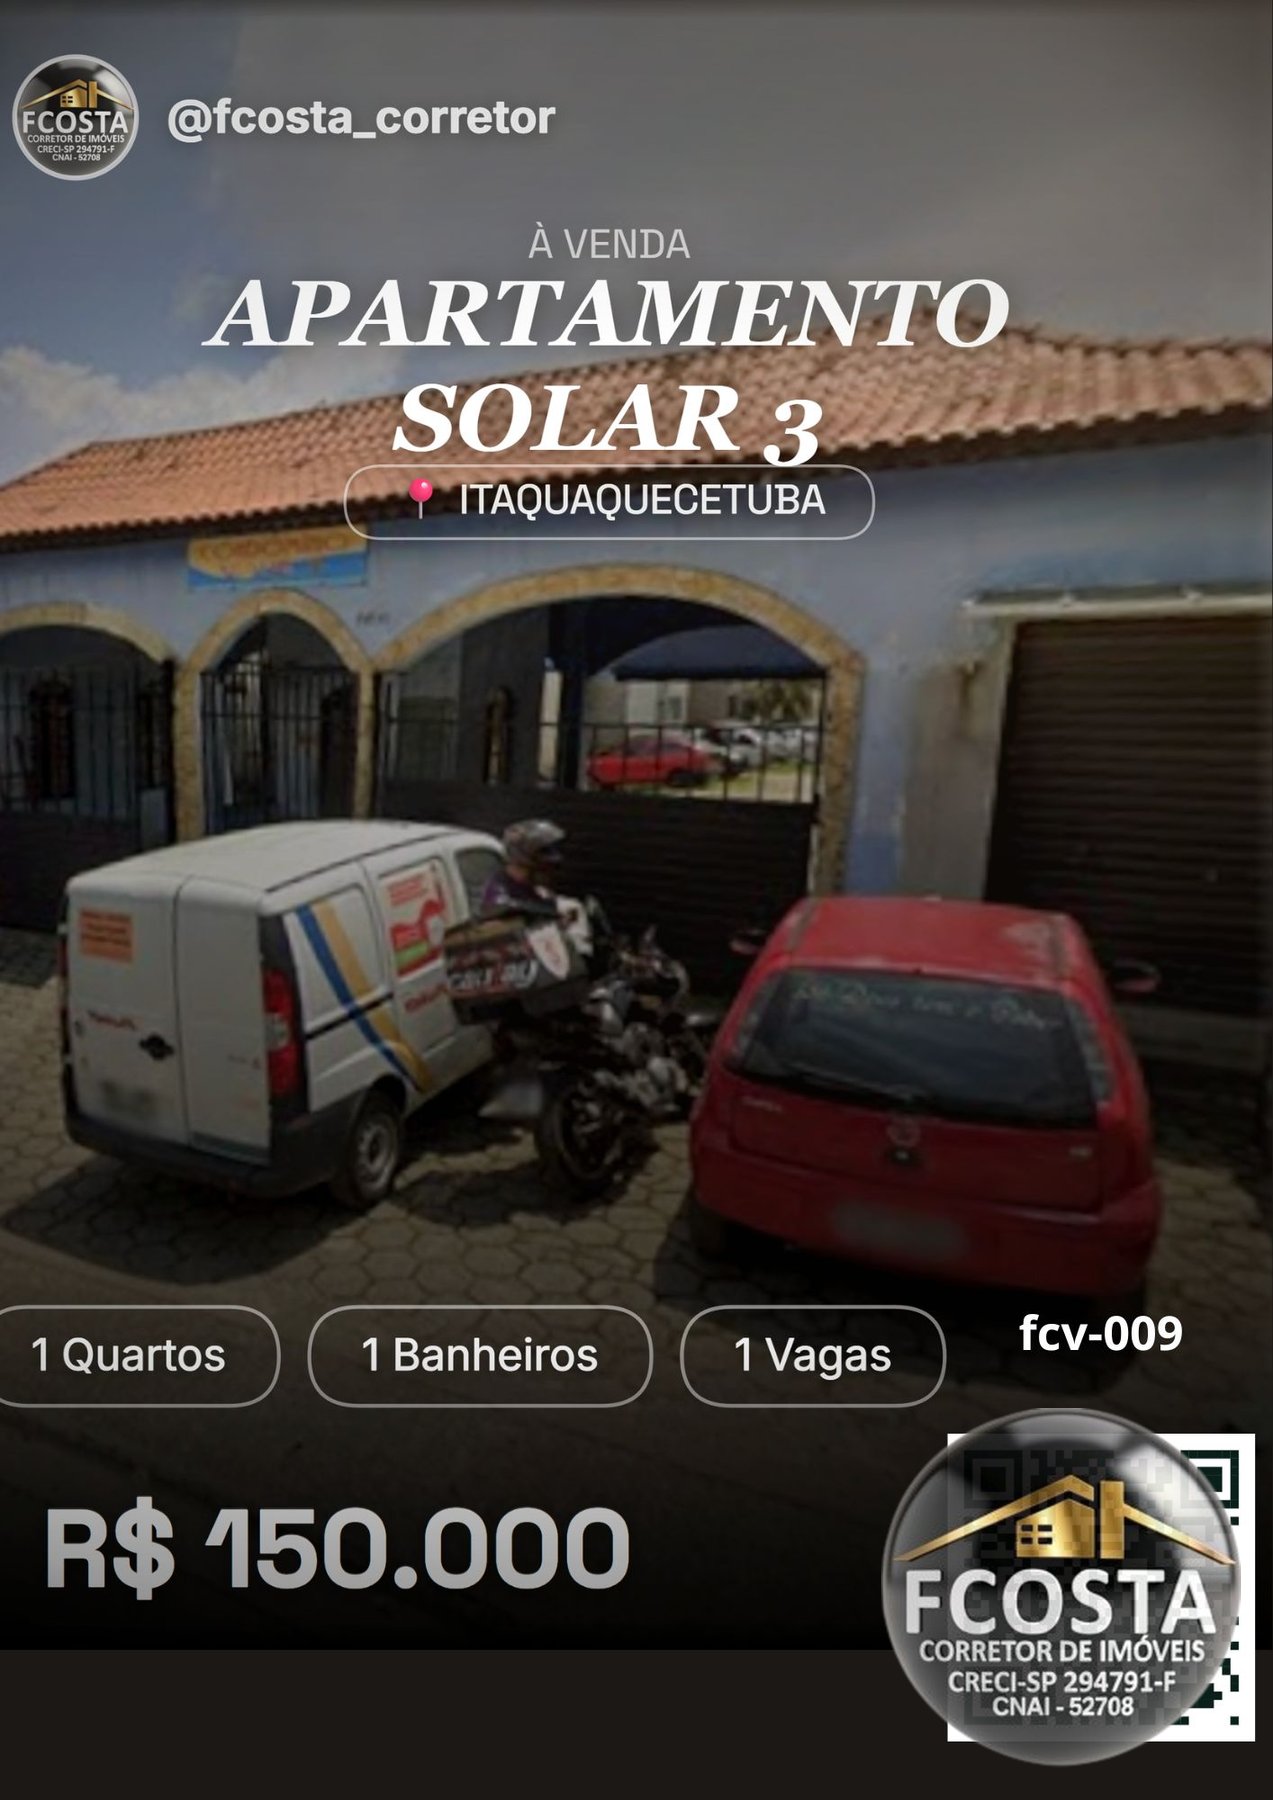 FCOSTA
CORRETOR DE IMÓVEIS
CRECI-SP 294791-F
CNAI - 52708
@fcosta_corretor
À VENDA
APARTAMENTO
SOLAR 3
📍 ITAQUAQUECETUBA
CONDOMINIO
1 Quartos
1 Banheiros
1 Vagas
fcv-009
R$ 150.000
FCOSTA
CORRETOR DE IMÓVEIS
CRECI-SP 294791-F
CNAI - 52708